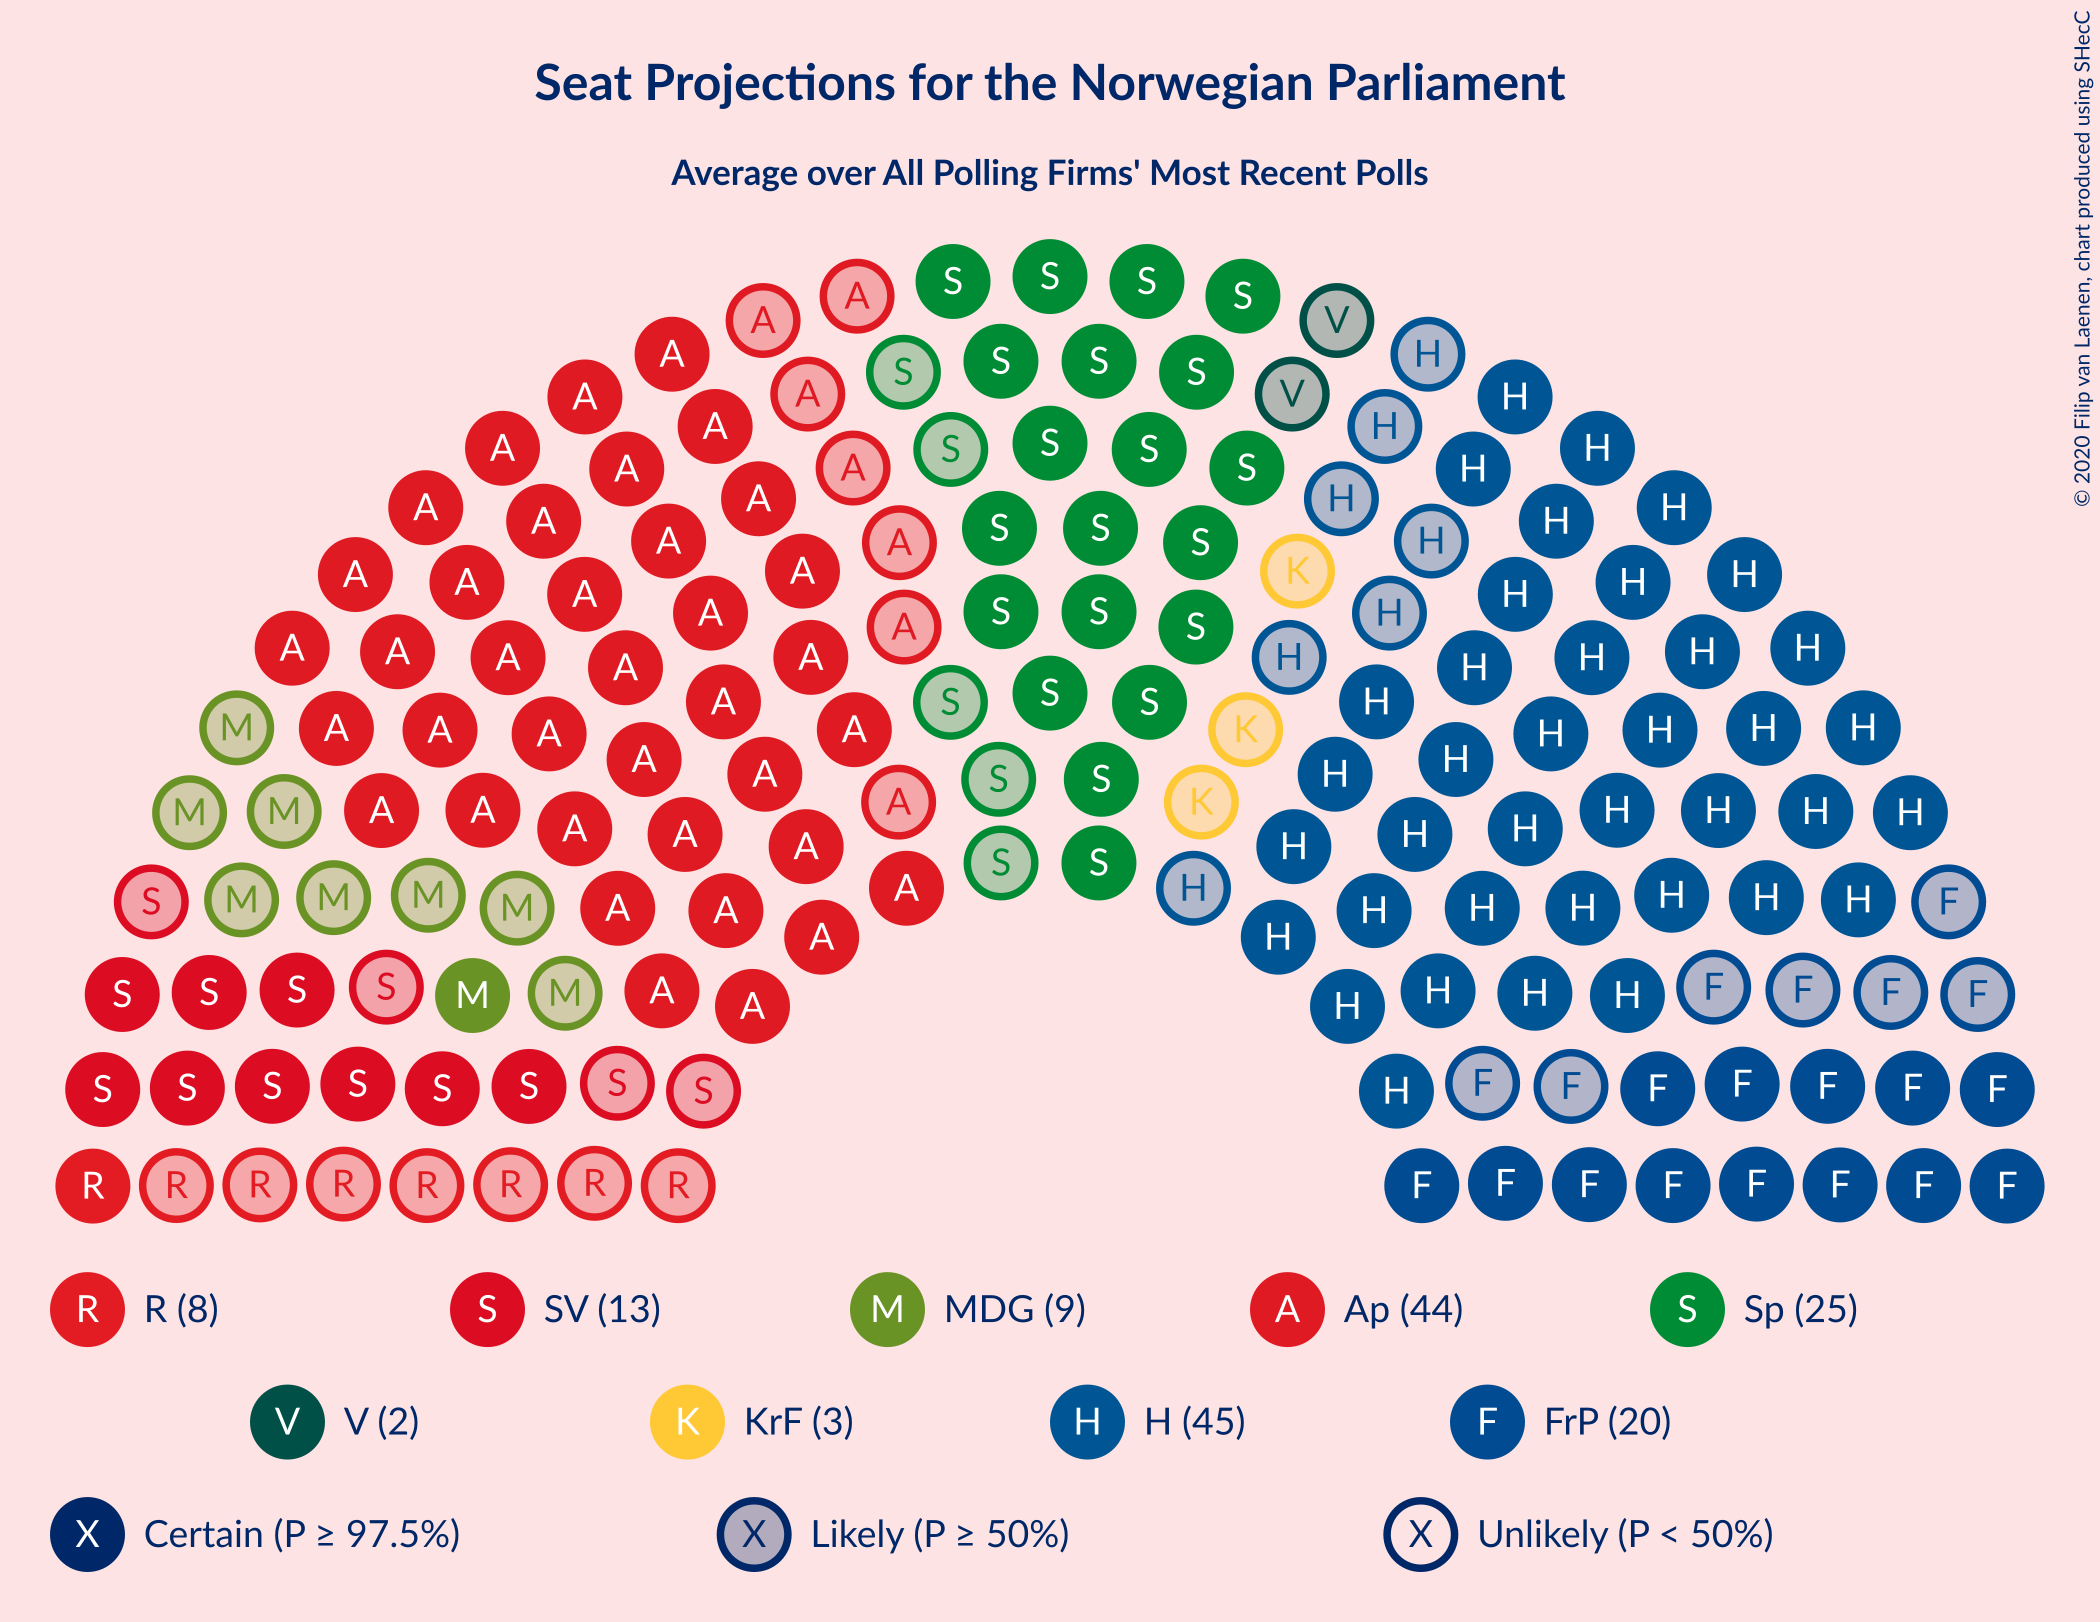 Seat Projections for the Norwegian Parliament
Average over All Polling Firms' Most Recent Polls
© 2020 Filip van Laenen, chart produced using SHecC
S S S S
A A V
A H
A S S S S H
A A V H
A A S S S S H H
A A H H
A A A S S S H H H
A A K H
A A A S S S H H H
A A A H H H
A A A A H H H H
A A A S S S H H H
M A A A A K H H H H
A A S S K H H
M M A A A A H H H H H H
A A S S H H
S M M M M A A A H H H H H H H F
A H
S S S S M M A A H H H H F F F F
S S S S S S S S H F F F F F F F
R R R R R R R R F F F F F F F F
R R (8) S SV (13) M MDG (9) A Ap (44) S Sp (25)
V V (2) K KrF (3) H H (45) F FrP (20)
X Certain (P ≥ 97.5%) X Likely (P ≥ 50%) X Unlikely (P < 50%)